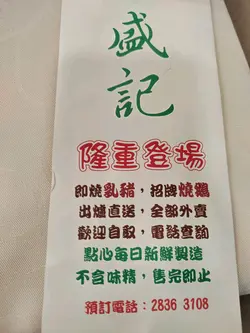 盛記
隆重登場
即燒乳豬，招牌燒鵝
出爐直送，全部外賣
歡迎自取，電話查詢
點心每日新鮮製造
不含味精，售完即止
預訂電話：2836 3108